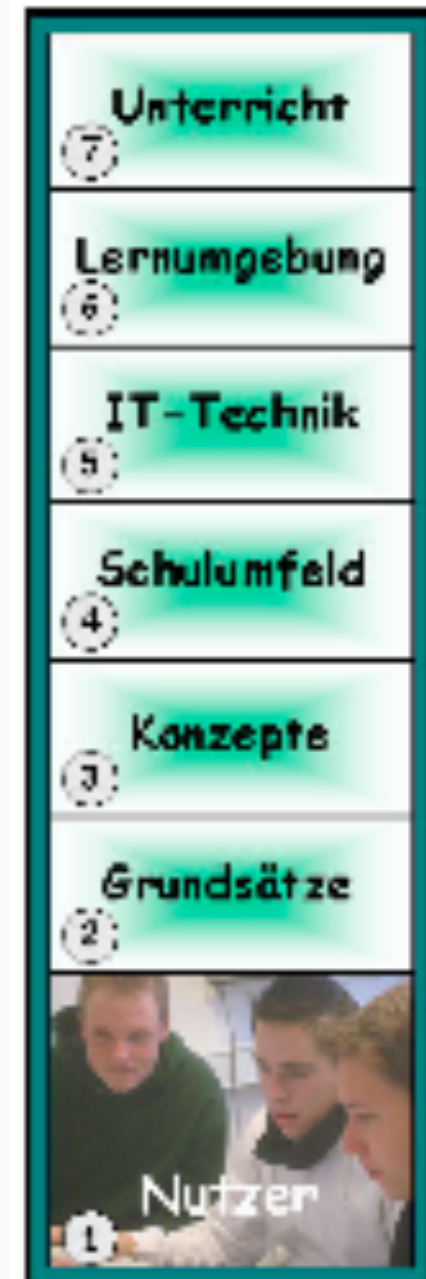 Unterricht
7
Lernumgebung
6
IT-Technik
5
Schulumfeld
4
Konzepte
3
Grundsätze
2
Nutzer
1